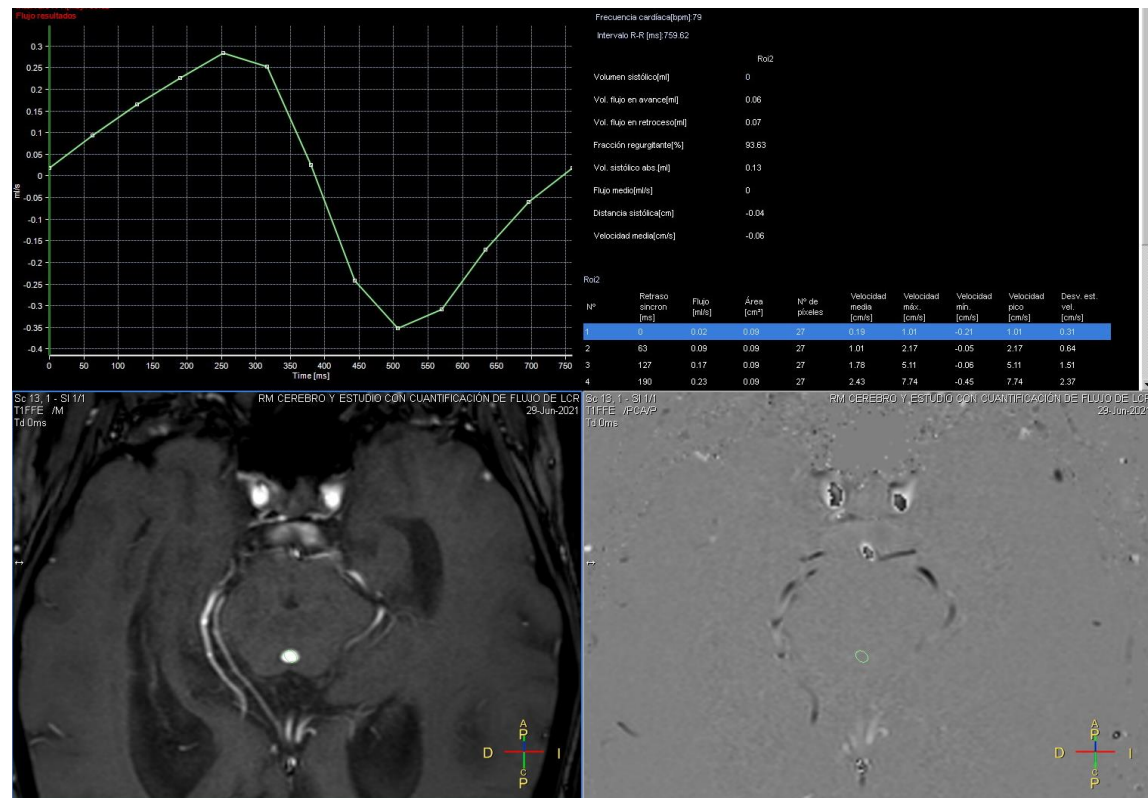 Flujo resultados
0.3
0.25
0.2
0.15
0.1
0.05
0
-0.05
-0.1
-0.15
-0.2
-0.25
-0.3
-0.35
-0.4
ml/s
0 50 100 150 200 250 300 350 400 450 500 550 600 650 700 750
Time [ms]
Frecuencia cardíaca[bpm]:79
Intervalo R-R [ms]:759.62
Roi2
Volumen sistólico[ml] 0
Vol. flujo en avance[ml] 0.06
Vol. flujo en retroceso[ml] 0.07
Fracción regurgitante[%] 93.63
Vol. sistólico abs.[ml] 0.13
Flujo medio[ml/s] 0
Distancia sistólica[cm] -0.04
Velocidad media[cm/s] -0.06
Roi2
Nº Retraso sincron [ms] Flujo [ml/s] Área [cm²] Nº de píxeles Velocidad media [cm/s] Velocidad máx. [cm/s] Velocidad mín. [cm/s] Velocidad pico [cm/s] Desv. est. vel. [cm/s]
1 0 0.02 0.09 27 0.19 1.01 -0.21 1.01 0.31
2 63 0.09 0.09 27 1.01 2.17 -0.05 2.17 0.64
3 127 0.17 0.09 27 1.78 5.11 -0.06 5.11 1.51
4 190 0.23 0.09 27 2.43 7.74 -0.45 7.74 2.37
Sc 13, 1 - SI 1/1 RM CEREBRO Y ESTUDIO CON CUANTIFICACIÓN DE FLUJO DE LCR
T1FFE /M 29-Jun-2021
Td 0ms
A
P
D I
C
P
Sc 13, 1 - SI 1/1 RM CEREBRO Y ESTUDIO CON CUANTIFICACIÓN DE FLUJO DE LCR
T1FFE /PCA/P 29-Jun-2021
Td 0ms
A
P
D I
C
P